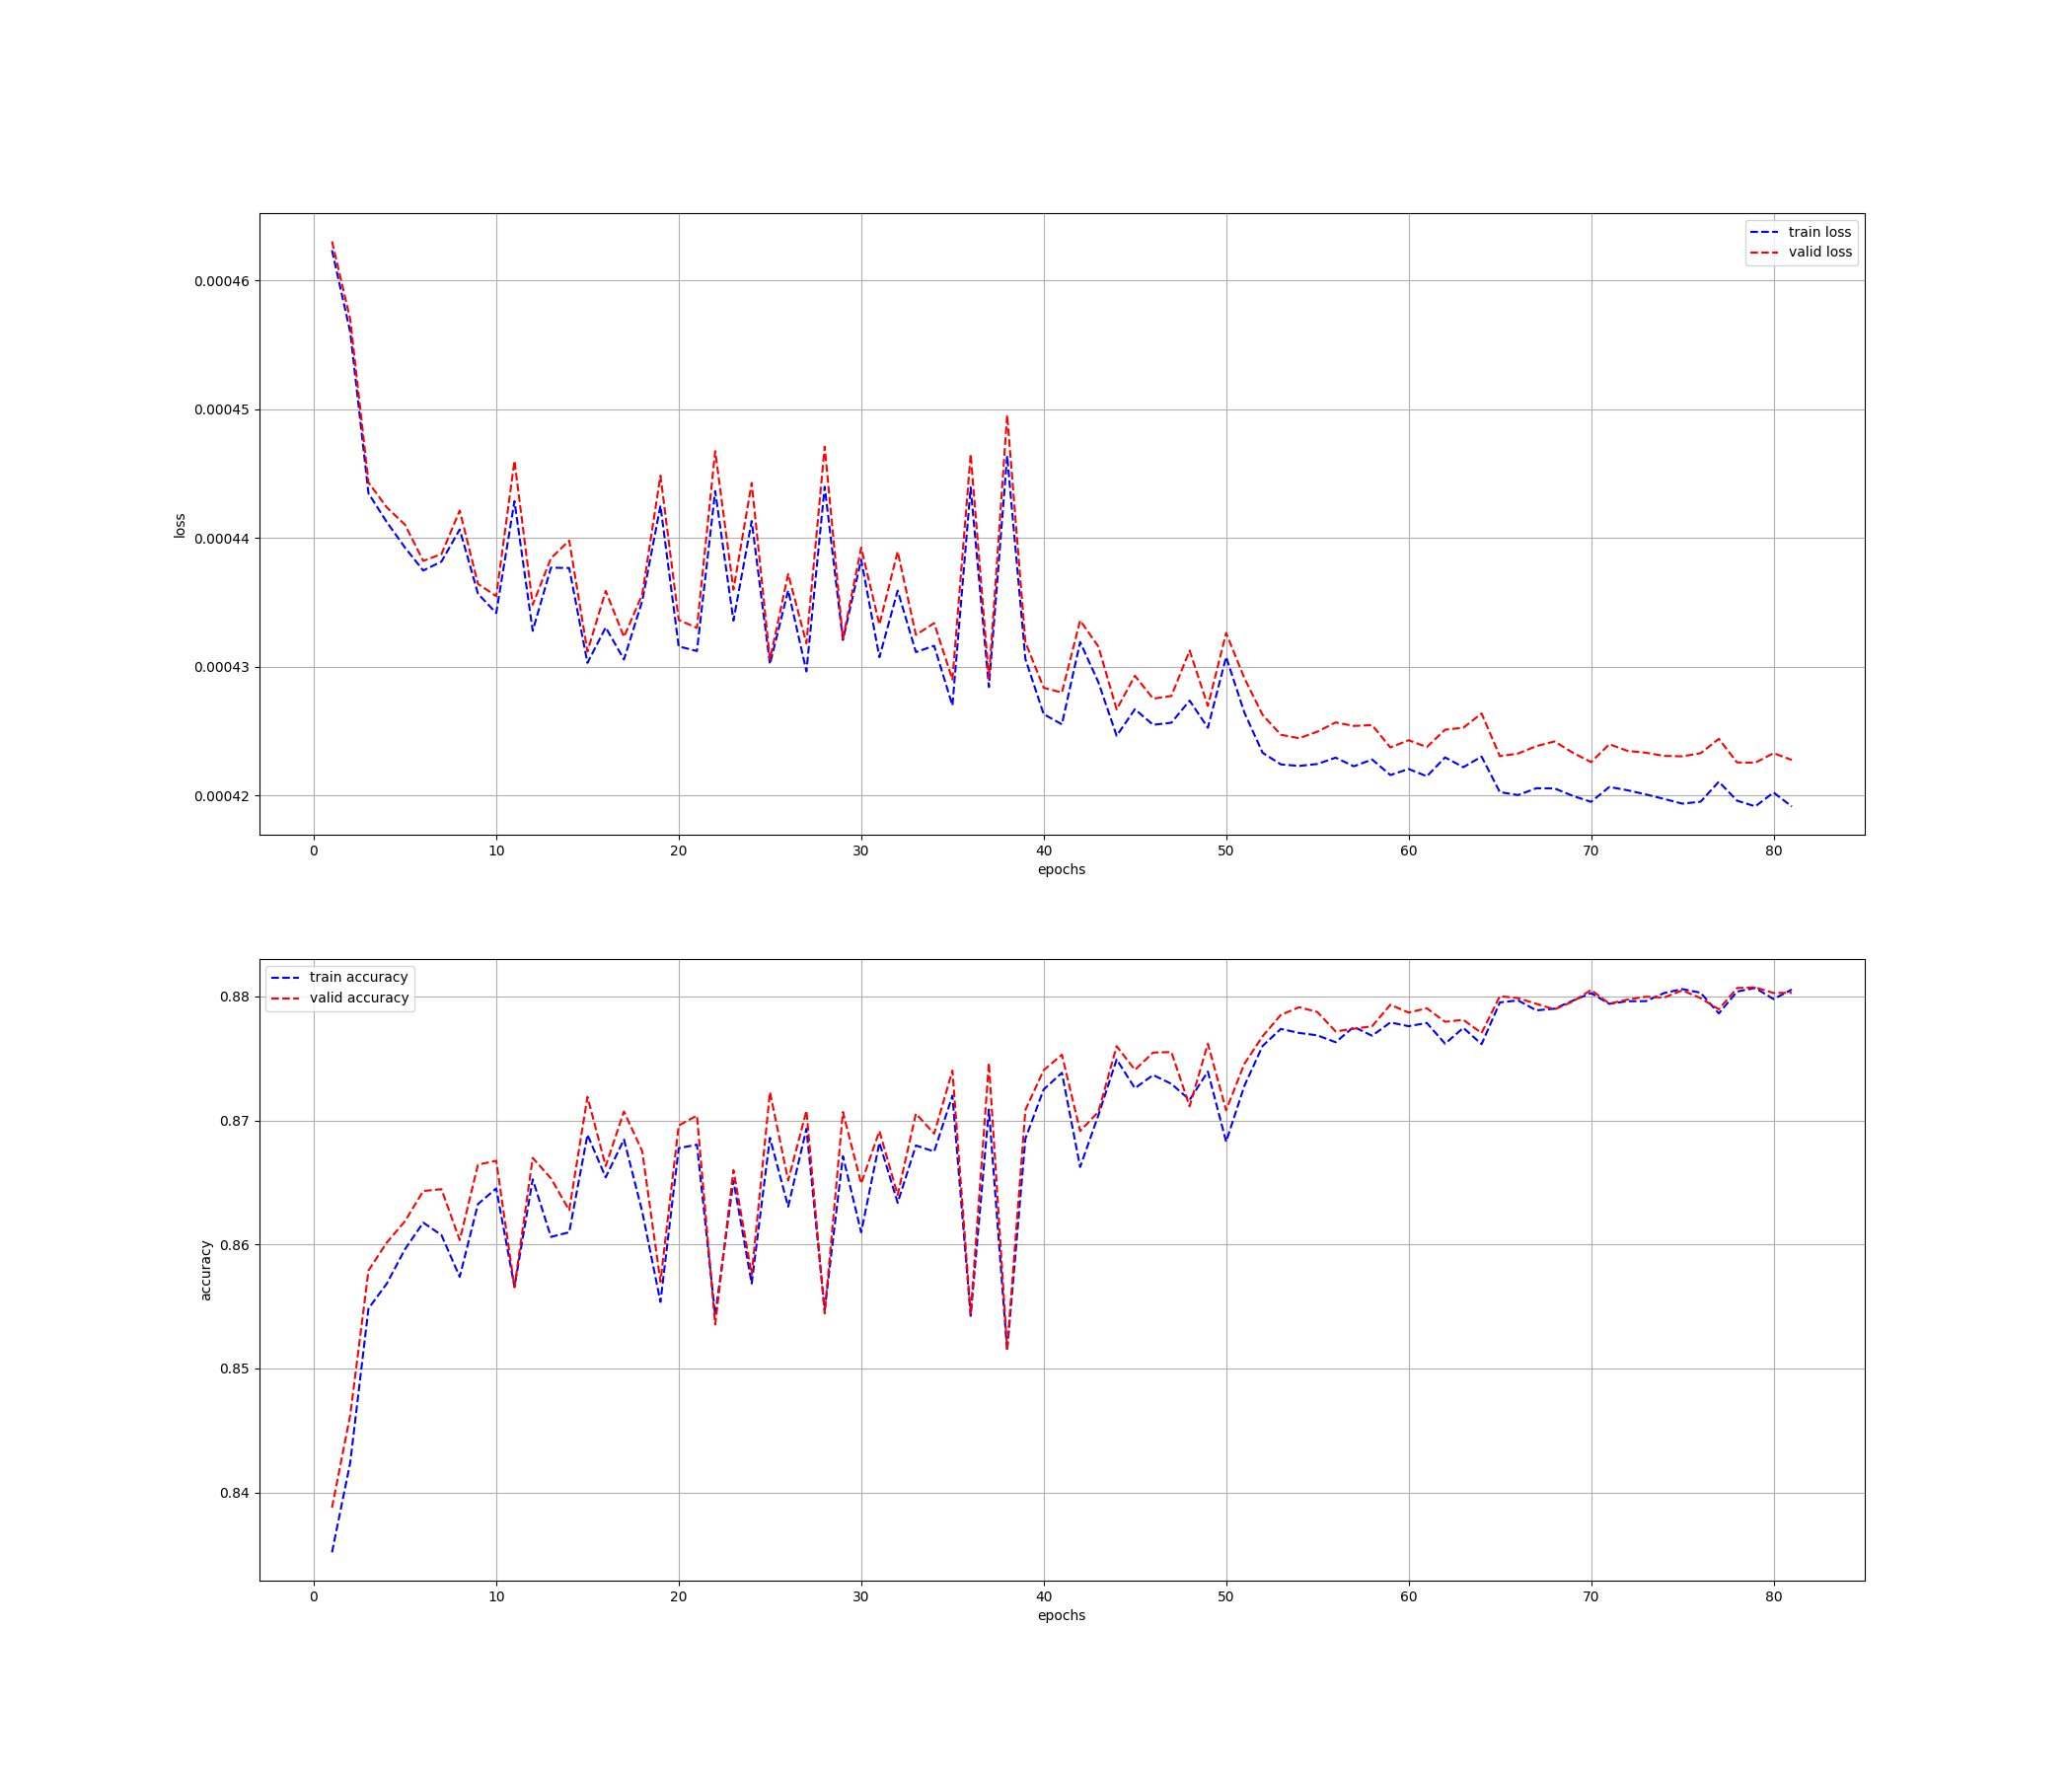 train loss
valid loss
0.00046
0.00045
0.00044
0.00043
0.00042
loss
0 10 20 30 40 50 60 70 80
epochs
train accuracy
valid accuracy
0.88
0.87
0.86
0.85
0.84
accuracy
0 10 20 30 40 50 60 70 80
epochs